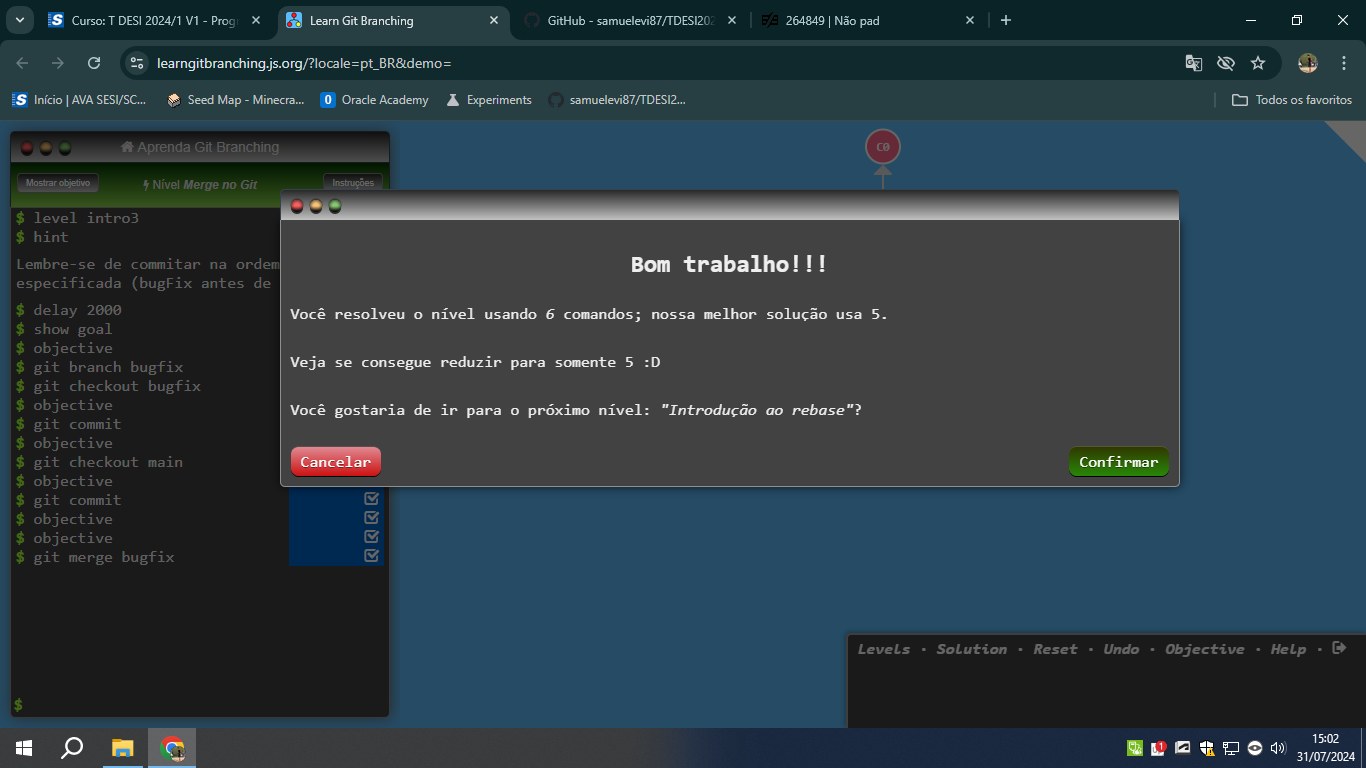 Curso: T DESI 2024/1 V1 - Progr
Learn Git Branching
GitHub - samuelevi87/TDESI202
264849 | Não pad
learngitbranching.js.org/?locale=pt_BR&demo=
Início | AVA SESI/SC...
Seed Map - Minecra...
Oracle Academy
Experiments
samuelevi87/TDESI2...
Todos os favoritos
Aprenda Git Branching
Mostrar objetivo
Nível Merge no Git
Instruções
C0
$ level intro3
$ hint
Lembre-se de commitar na ordem
especificada (bugFix antes de
$ delay 2000
$ show goal
$ objective
$ git branch bugfix
$ git checkout bugfix
$ objective
$ git commit
$ objective
$ git checkout main
$ objective
$ git commit
$ objective
$ objective
$ git merge bugfix
$
Bom trabalho!!!
Você resolveu o nível usando 6 comandos; nossa melhor solução usa 5.
Veja se consegue reduzir para somente 5 :D
Você gostaria de ir para o próximo nível: "Introdução ao rebase"?
Cancelar
Confirmar
Levels · Solution · Reset · Undo · Objective · Help ·
1
15:02
31/07/2024